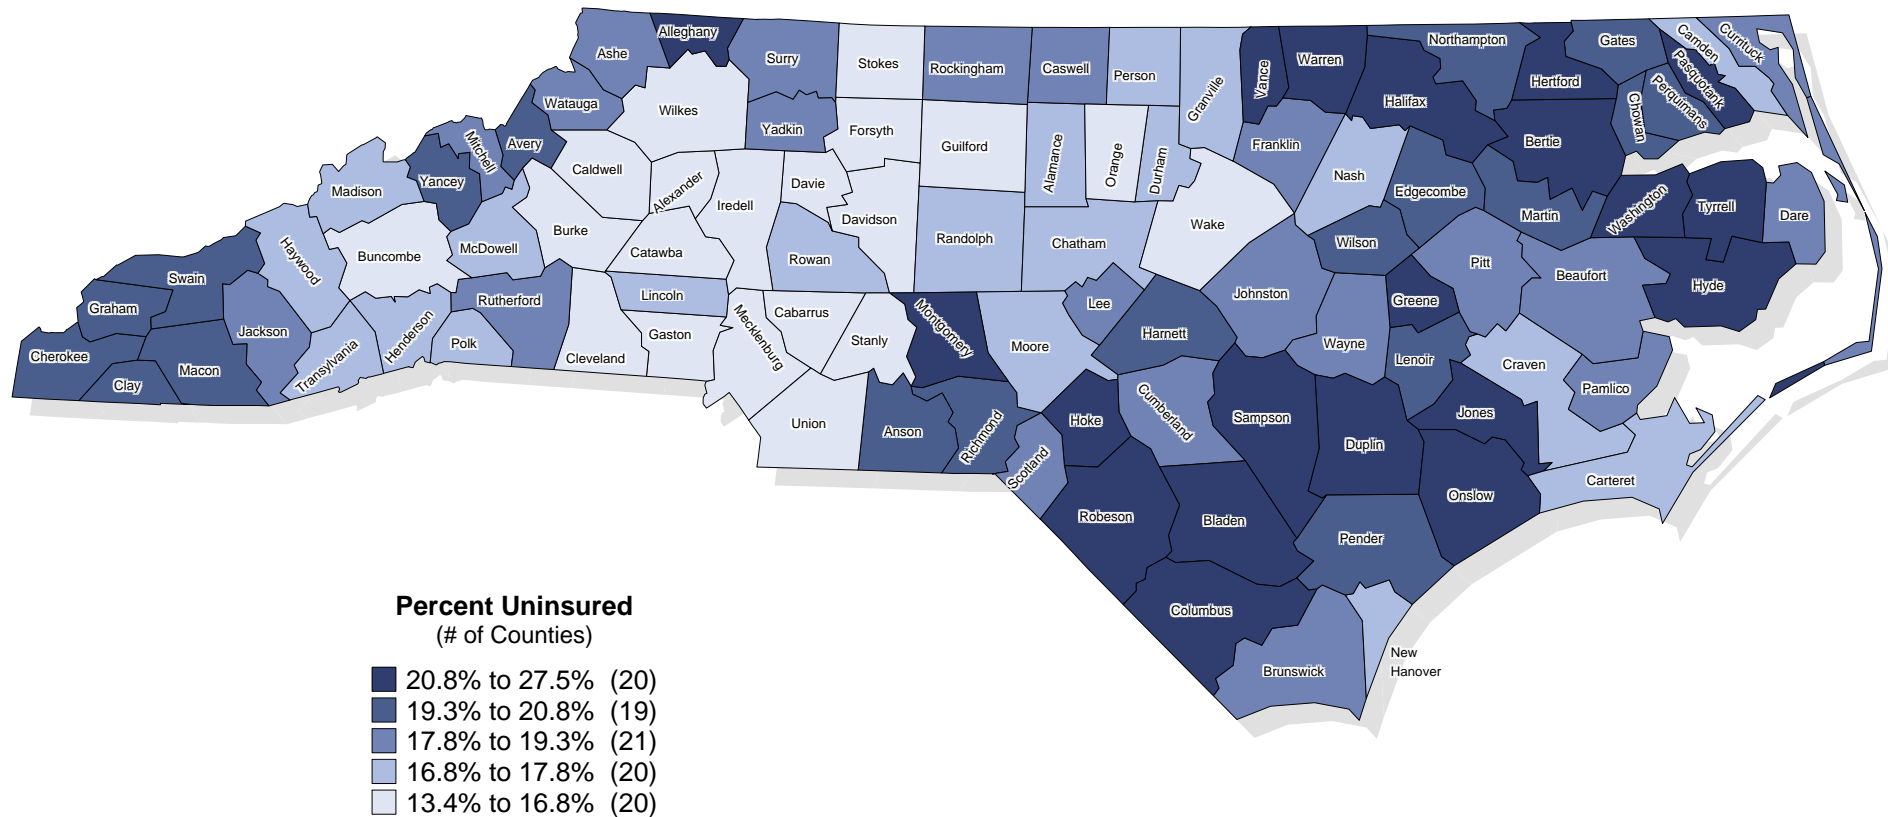 Alleghany
Ashe
Surry
Stokes
Rockingham
Caswell
Person
Granville
Vance
Warren
Northampton
Gates
Camden
Currituck
Hertford
Pasquotank
Perquimans
Chowan
Halifax
Watauga
Wilkes
Yadkin
Forsyth
Guilford
Alamance
Orange
Durham
Franklin
Bertie
Mitchell
Avery
Caldwell
Alexander
Iredell
Davie
Davidson
Nash
Edgecombe
Martin
Washington
Tyrrell
Dare
Madison
Yancey
Burke
Catawba
Rowan
Randolph
Chatham
Wake
Wilson
Pitt
Beaufort
Hyde
Haywood
Buncombe
McDowell
Swain
Graham
Jackson
Rutherford
Lincoln
Cabarrus
Mecklenburg
Stanly
Montgomery
Moore
Lee
Harnett
Johnston
Wayne
Greene
Lenoir
Craven
Pamlico
Cherokee
Clay
Macon
Transylvania
Henderson
Polk
Cleveland
Gaston
Union
Anson
Richmond
Scotland
Hoke
Cumberland
Sampson
Duplin
Jones
Onslow
Carteret
Robeson
Bladen
Pender
Columbus
Brunswick
New
Hanover
Percent Uninsured
(# of Counties)
20.8% to 27.5% (20)
19.3% to 20.8% (19)
17.8% to 19.3% (21)
16.8% to 17.8% (20)
13.4% to 16.8% (20)